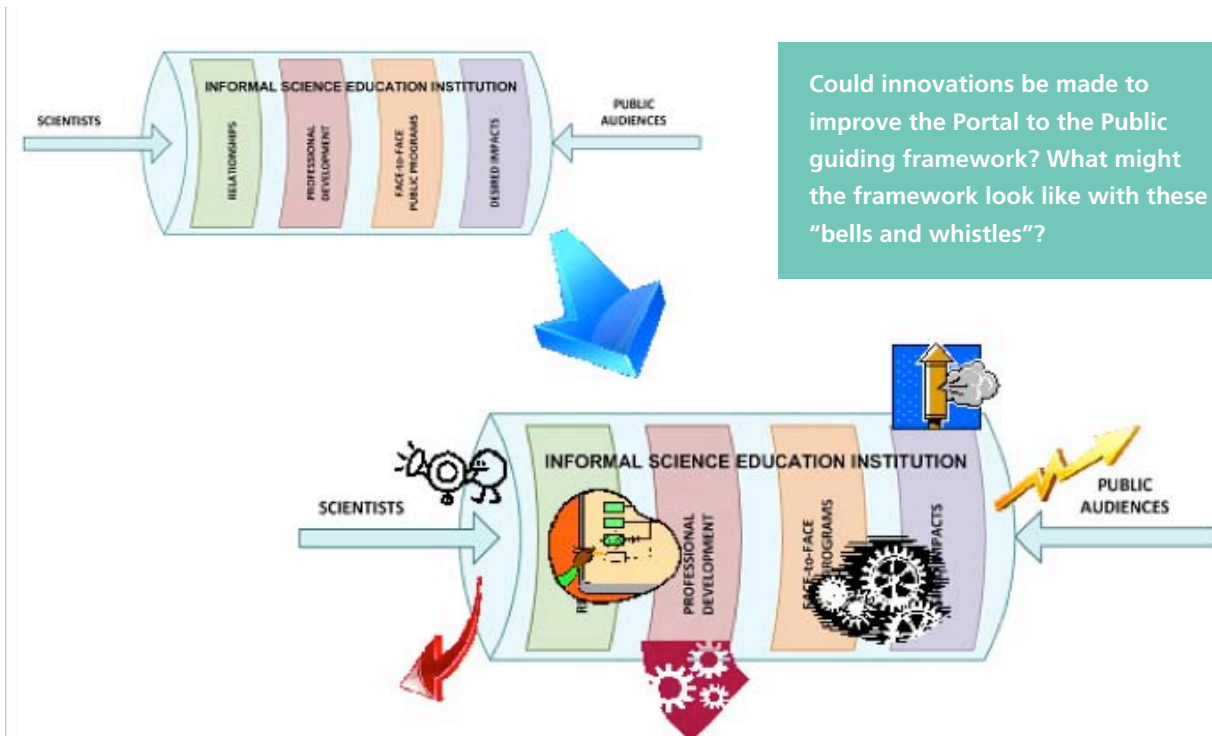 INFORMAL SCIENCE EDUCATION INSTITUTION
SCIENTISTS
PUBLIC
AUDIENCES
RELATIONSHIPS
PROFESSIONAL
DEVELOPMENT
FACE-to-FACE
PUBLIC PROGRAMS
DESIRED IMPACTS
Could innovations be made to
improve the Portal to the Public
guiding framework? What might
the framework look like with these
“bells and whistles”?
INFORMAL SCIENCE EDUCATION INSTITUTION
SCIENTISTS
PUBLIC
AUDIENCES
PROFESSIONAL
DEVELOPMENT
FACE-to-FACE